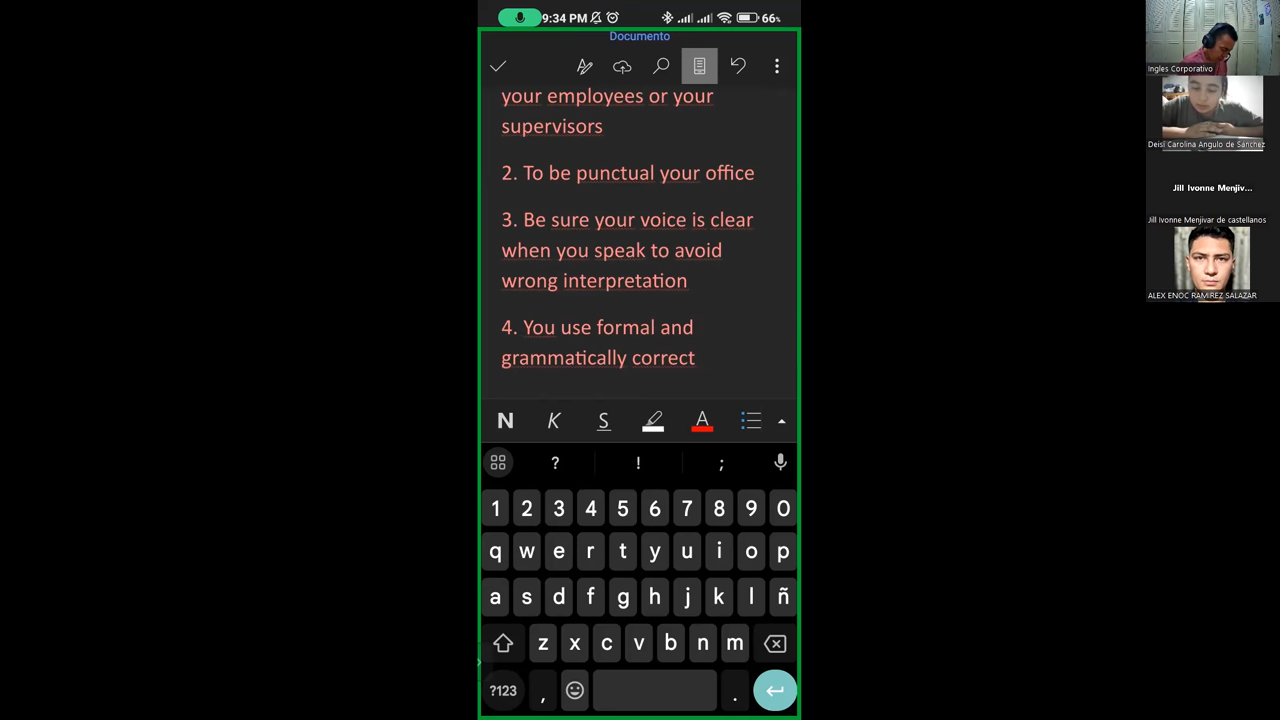 9:34 PM
66%
Documento
your employees or your
supervisors
2. To be punctual your office
3. Be sure your voice is clear
when you speak to avoid
wrong interpretation
4. You use formal and
grammatically correct
N K S A
? ! ;
1 2 3 4 5 6 7 8 9 0
q w e r t y u i o p
a s d f g h j k l ñ
z x c v b n m
?123 , .
Ingles Corporativo
Deisi Carolina Angulo de Sánchez
Jill Ivonne Menjiv...
Jill Ivonne Menjivar de castellanos
ALEX ENOC RAMIREZ SALAZAR